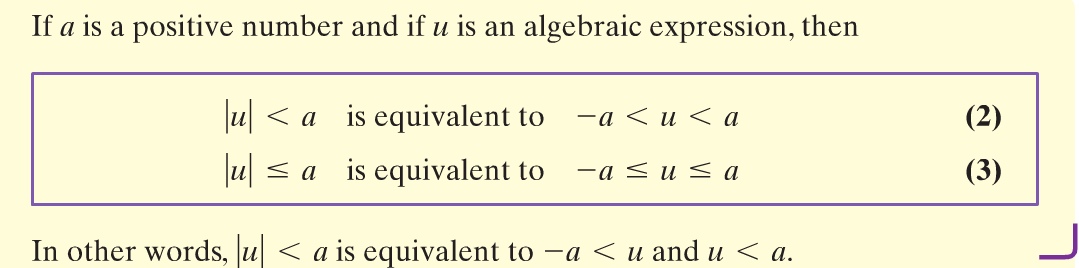 If a is a positive number and if u is an algebraic expression, then
|u| < a is equivalent to −a < u < a (2)
|u| ≤ a is equivalent to −a ≤ u ≤ a (3)
In other words, |u| < a is equivalent to −a < u and u < a.